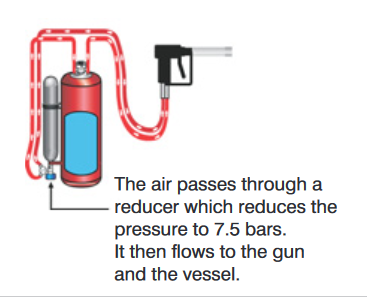 The air passes through a
reducer which reduces the
pressure to 7.5 bars.
It then flows to the gun
and the vessel.